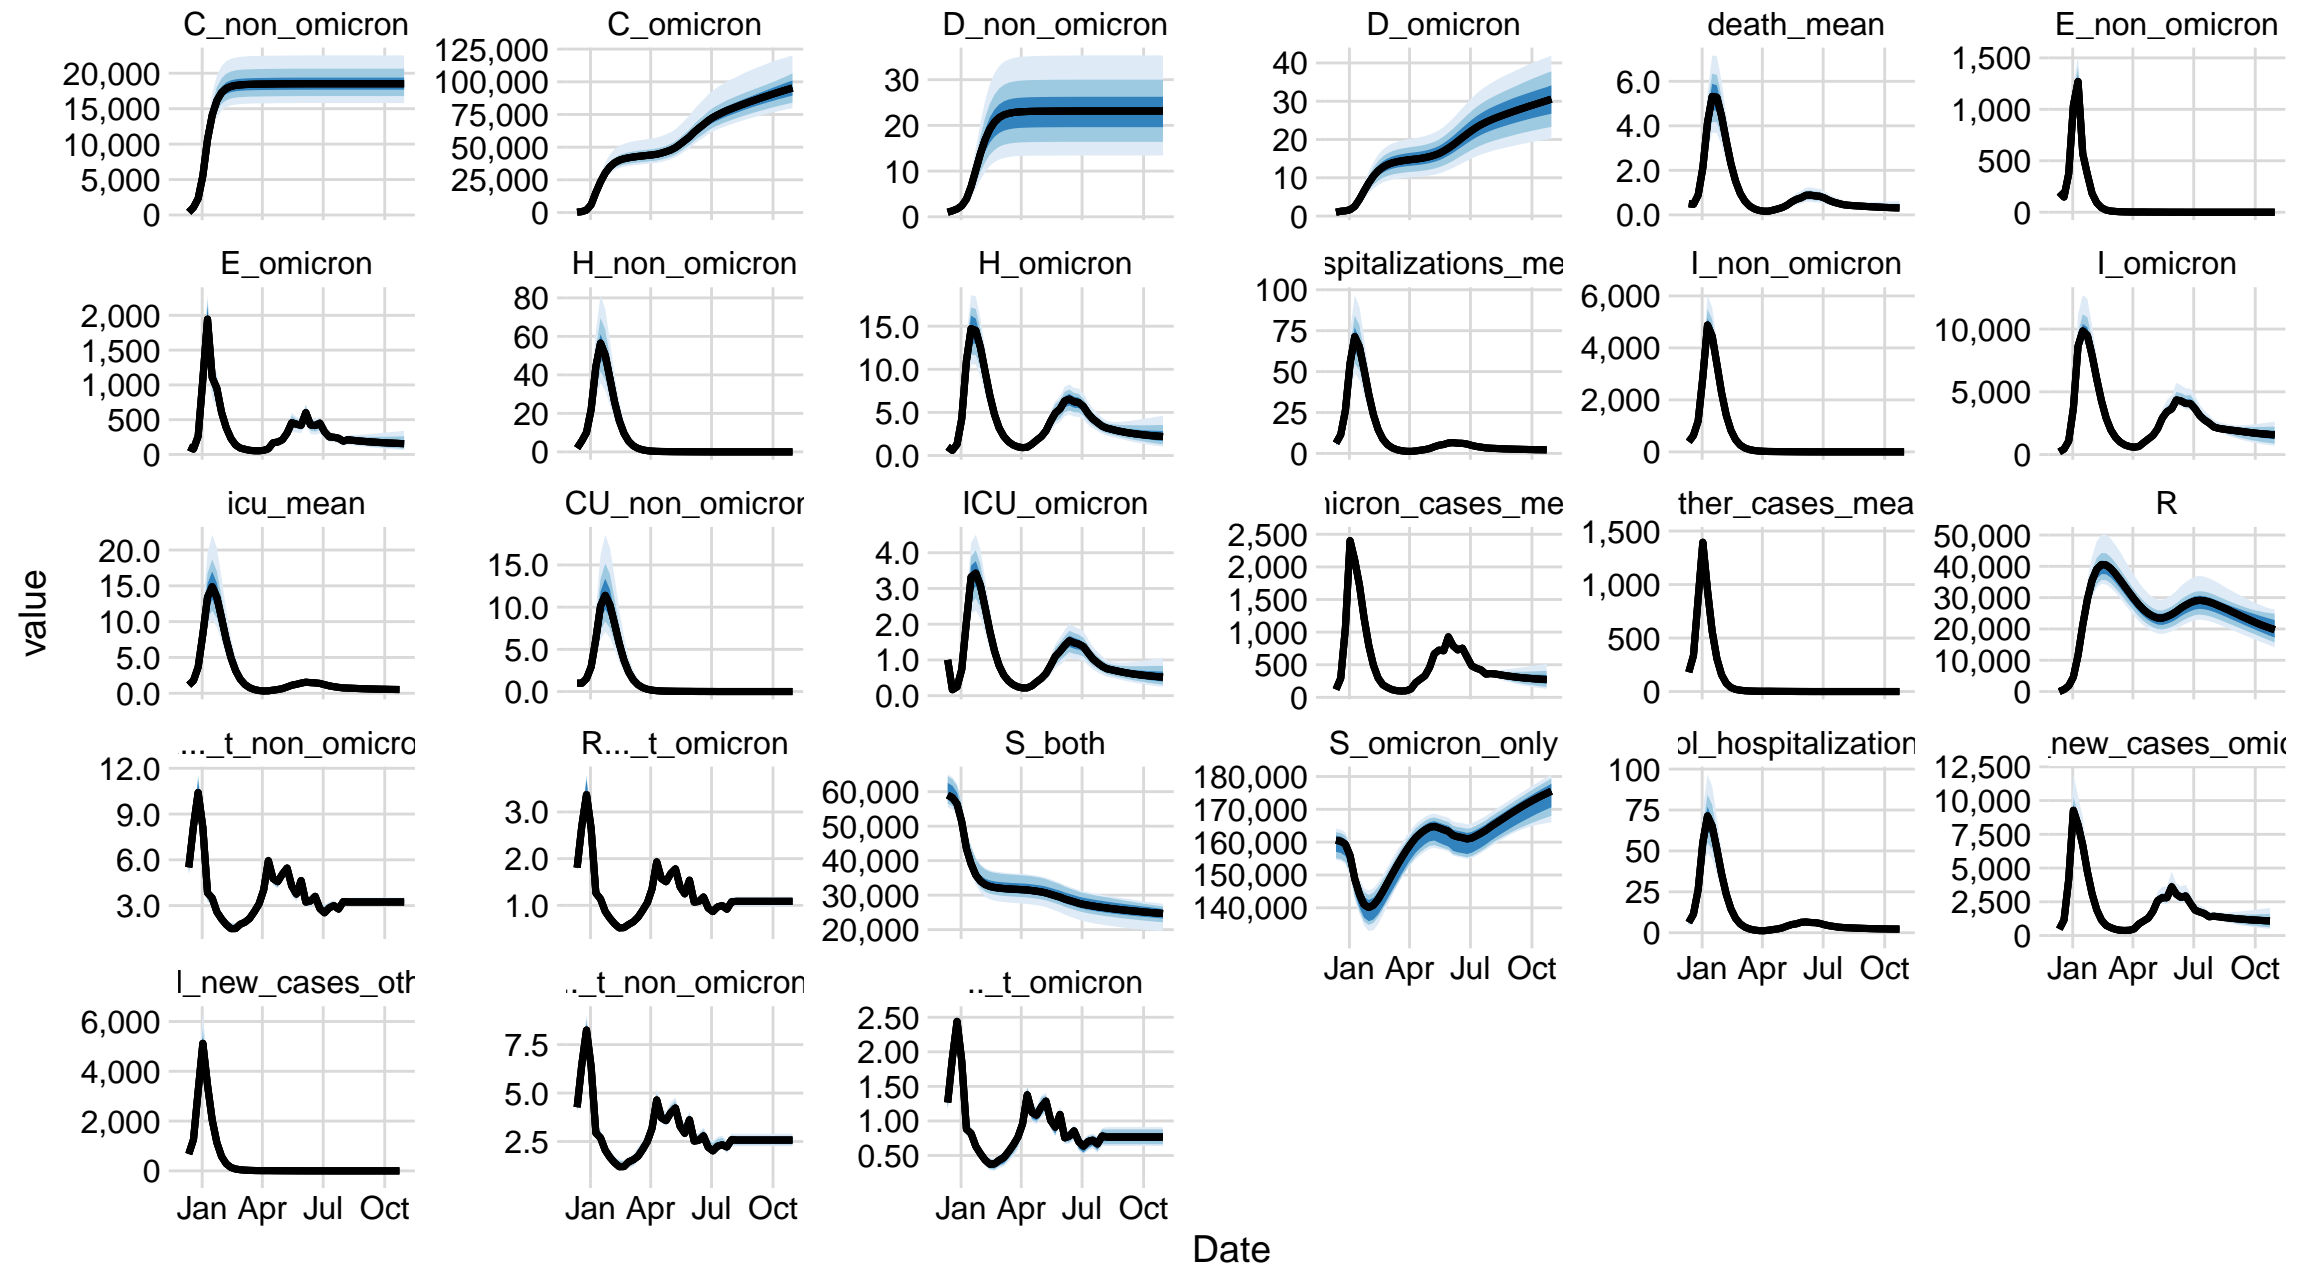 C_non_omicron C_omicron D_non_omicron D_omicron death_mean E_non_omicron
20,000 15,000 10,000 5,000 0
125,000 100,000 75,000 50,000 25,000 0
30 20 10 0
40 30 20 10 0
6.0 4.0 2.0 0.0
1,500 1,000 500 0
E_omicron H_non_omicron H_omicron spitalizations_me I_non_omicron I_omicron
2,000 1,500 1,000 500 0
80 60 40 20 0
15.0 10.0 5.0 0.0
100 75 50 25 0
6,000 4,000 2,000 0
10,000 5,000 0
icu_mean CU_non_omicron ICU_omicron nicron_cases_me ther_cases_mea R
20.0 15.0 10.0 5.0 0.0
15.0 10.0 5.0 0.0
4.0 3.0 2.0 1.0 0.0
2,500 2,000 1,500 1,000 500 0
1,500 1,000 500 0
50,000 40,000 30,000 20,000 10,000 0
..._t_non_omicro R..._t_omicron S_both S_omicron_only ol_hospitalization _new_cases_omic
12.0 9.0 6.0 3.0
3.0 2.0 1.0
60,000 50,000 40,000 30,000 20,000
180,000 170,000 160,000 150,000 140,000
100 75 50 25 0
12,500 10,000 7,500 5,000 2,500 0
Jan Apr Jul Oct Jan Apr Jul Oct Jan Apr Jul Oct
l_new_cases_oth .._t_non_omicron .._t_omicron
6,000 4,000 2,000 0
7.5 5.0 2.5
2.50 2.00 1.50 1.00 0.50
Jan Apr Jul Oct Jan Apr Jul Oct Jan Apr Jul Oct
value
Date